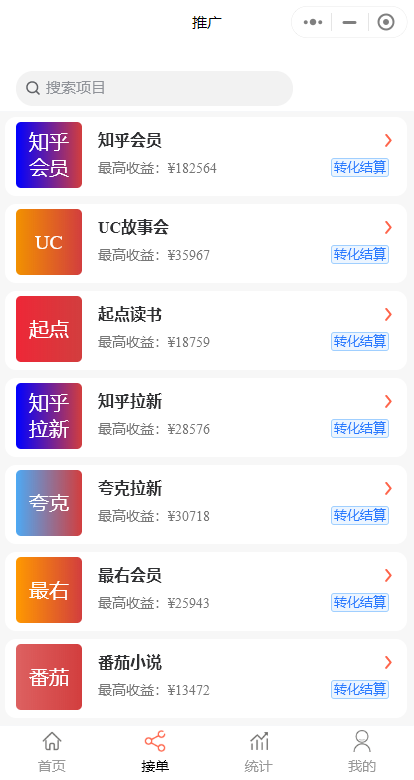 推广
搜索项目
知乎
会员
知乎会员
最高收益：¥182564
转化结算
UC
UC故事会
最高收益：¥35967
转化结算
起点
起点读书
最高收益：¥18759
转化结算
知乎
拉新
知乎拉新
最高收益：¥28576
转化结算
夸克
夸克拉新
最高收益：¥30718
转化结算
最右
最右会员
最高收益：¥25943
转化结算
番茄
番茄小说
最高收益：¥13472
转化结算
首页
接单
统计
我的